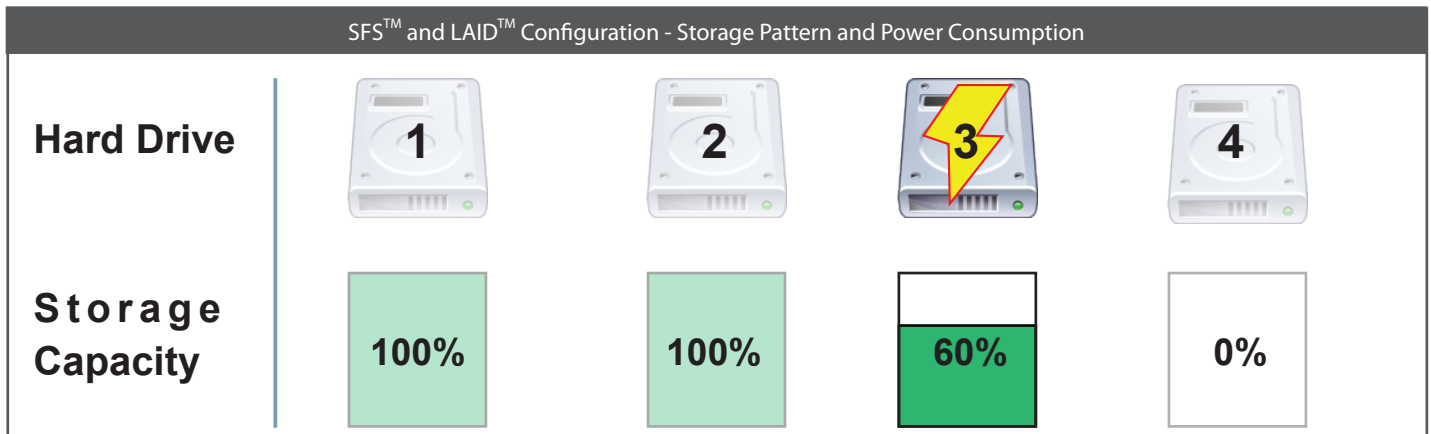 SFS™ and LAID™ Configuration - Storage Pattern and Power Consumption
Hard Drive
1
2
3
4
Storage
Capacity
100%
100%
60%
0%